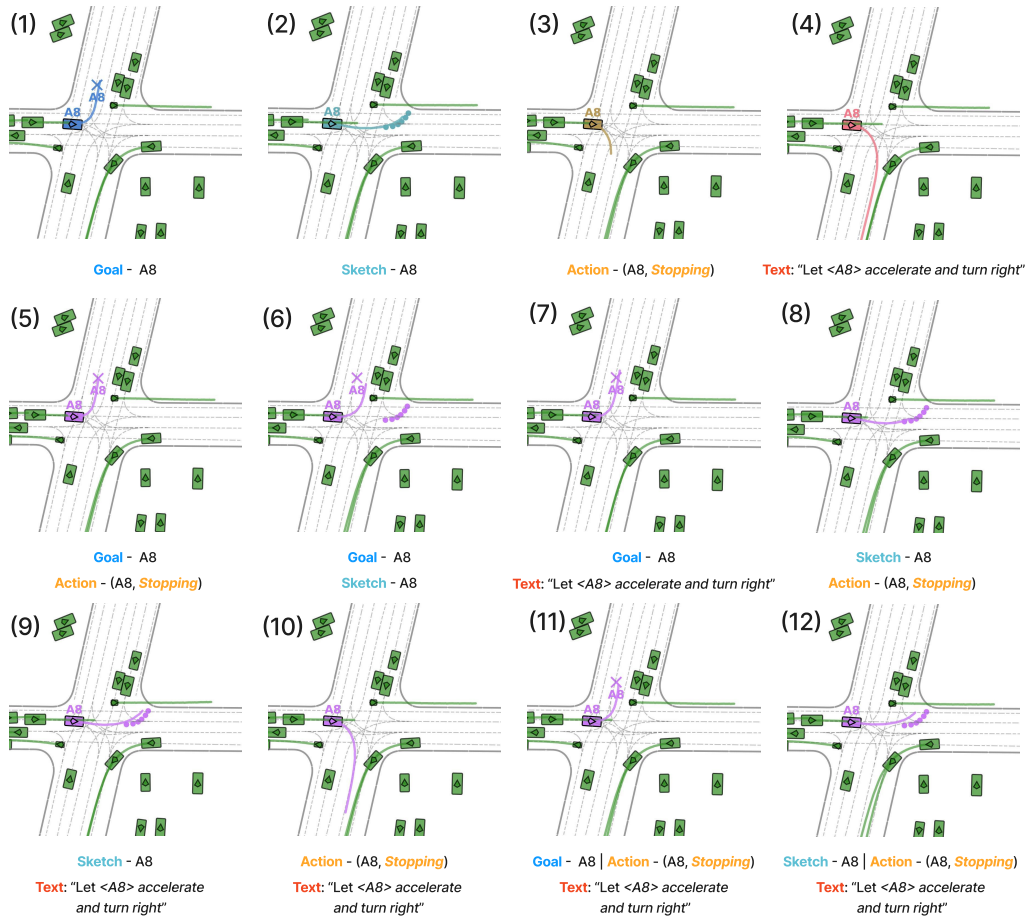 (1) (2) (3) (4)
A8
A8
A8
A8
A8
Goal - A8
Sketch - A8
Action - (A8, Stopping)
Text: “Let <A8> accelerate and turn right”
(5) (6) (7) (8)
A8
A8
A8
A8
A8
A8
A8
Goal - A8
Action - (A8, Stopping)
Goal - A8
Sketch - A8
Goal - A8
Text: “Let <A8> accelerate and turn right”
Sketch - A8
Action - (A8, Stopping)
(9) (10) (11) (12)
A8
A8
A8
A8
A8
Sketch - A8
Text: “Let <A8> accelerate
and turn right”
Action - (A8, Stopping)
Text: “Let <A8> accelerate
and turn right”
Goal - A8 | Action - (A8, Stopping)
Text: “Let <A8> accelerate
and turn right”
Sketch - A8 | Action - (A8, Stopping)
Text: “Let <A8> accelerate
and turn right”